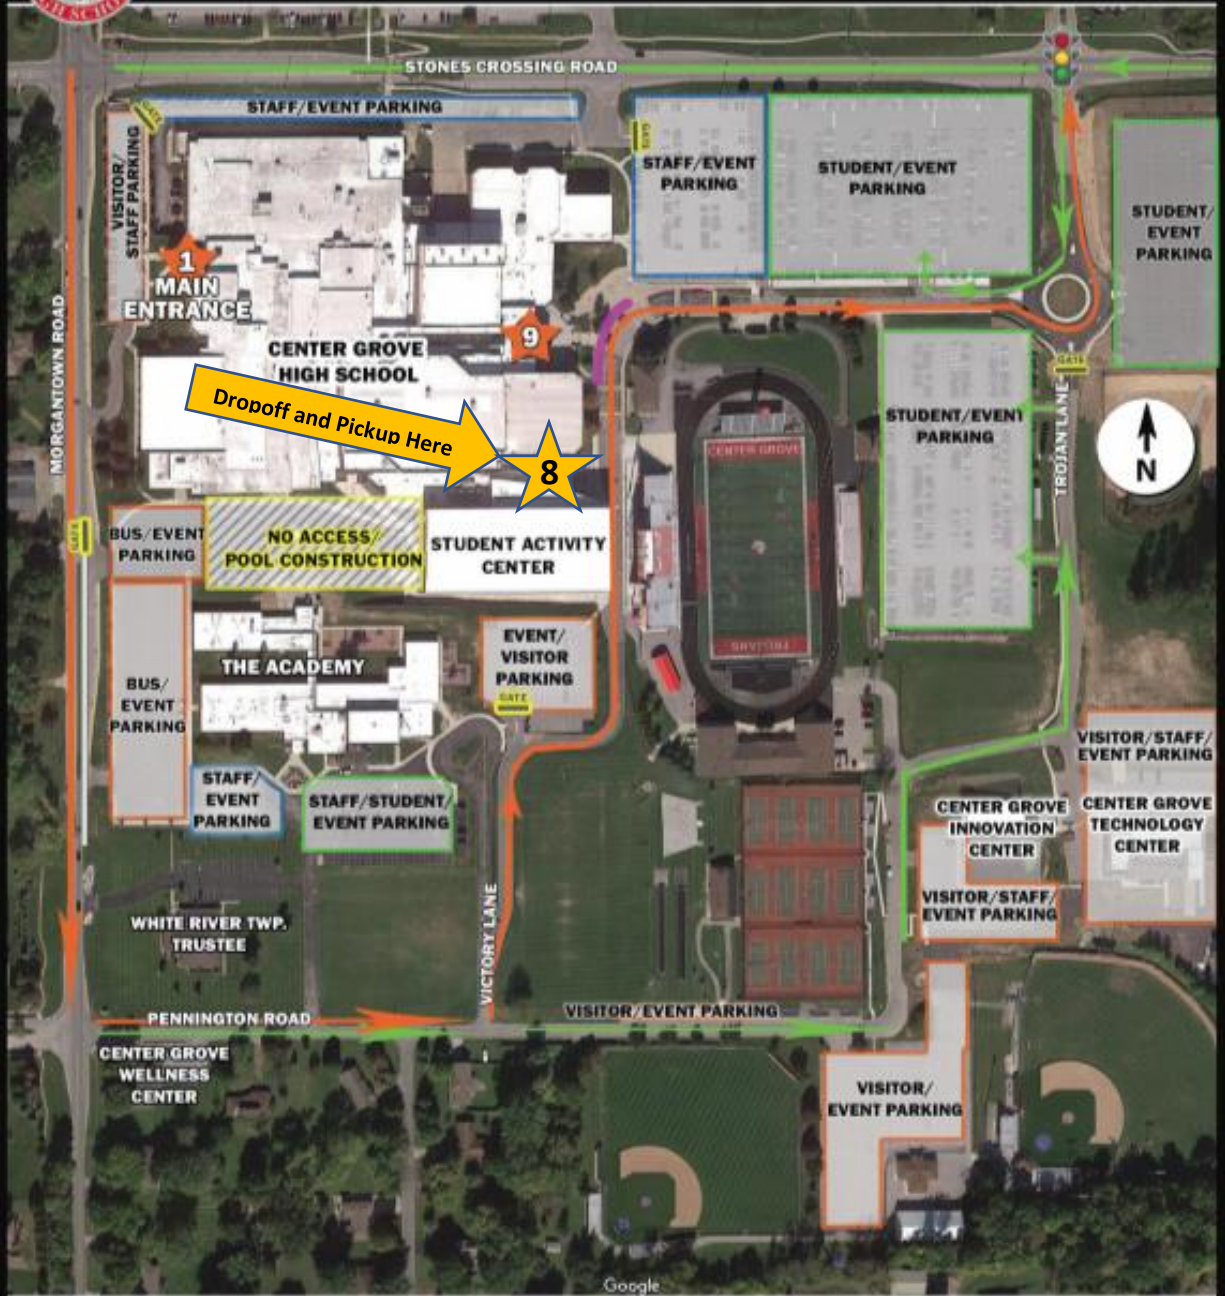 GH SCHO
STONES CROSSING ROAD
GATE
STAFF/EVENT PARKING
VISITOR/
STAFF PARKING
GATE
STAFF/EVENT
PARKING
STUDENT/EVENT
PARKING
STUDENT/
EVENT
PARKING
1
MAIN
ENTRANCE
MORGANTOWN ROAD
9
CENTER GROVE
HIGH SCHOOL
GATE
Dropoff and Pickup Here
8
CENTER GROVE
STUDENT/EVENT
PARKING
TROJAN LANE
N
GATE
BUS/EVENT
PARKING
NO ACCESS/
POOL CONSTRUCTION
STUDENT ACTIVITY
CENTER
THE ACADEMY
EVENT/
VISITOR
PARKING
GATE
TROJANS
BUS/
EVENT
PARKING
STAFF/
EVENT
PARKING
STAFF/STUDENT/
EVENT PARKING
VISITOR/STAFF/
EVENT PARKING
CENTER GROVE
INNOVATION
CENTER
CENTER GROVE
TECHNOLOGY
CENTER
VISITOR/STAFF/
EVENT PARKING
WHITE RIVER TWP.
TRUSTEE
VICTORY LANE
PENNINGTON ROAD
VISITOR/EVENT PARKING
CENTER GROVE
WELLNESS
CENTER
VISITOR/
EVENT PARKING
Google